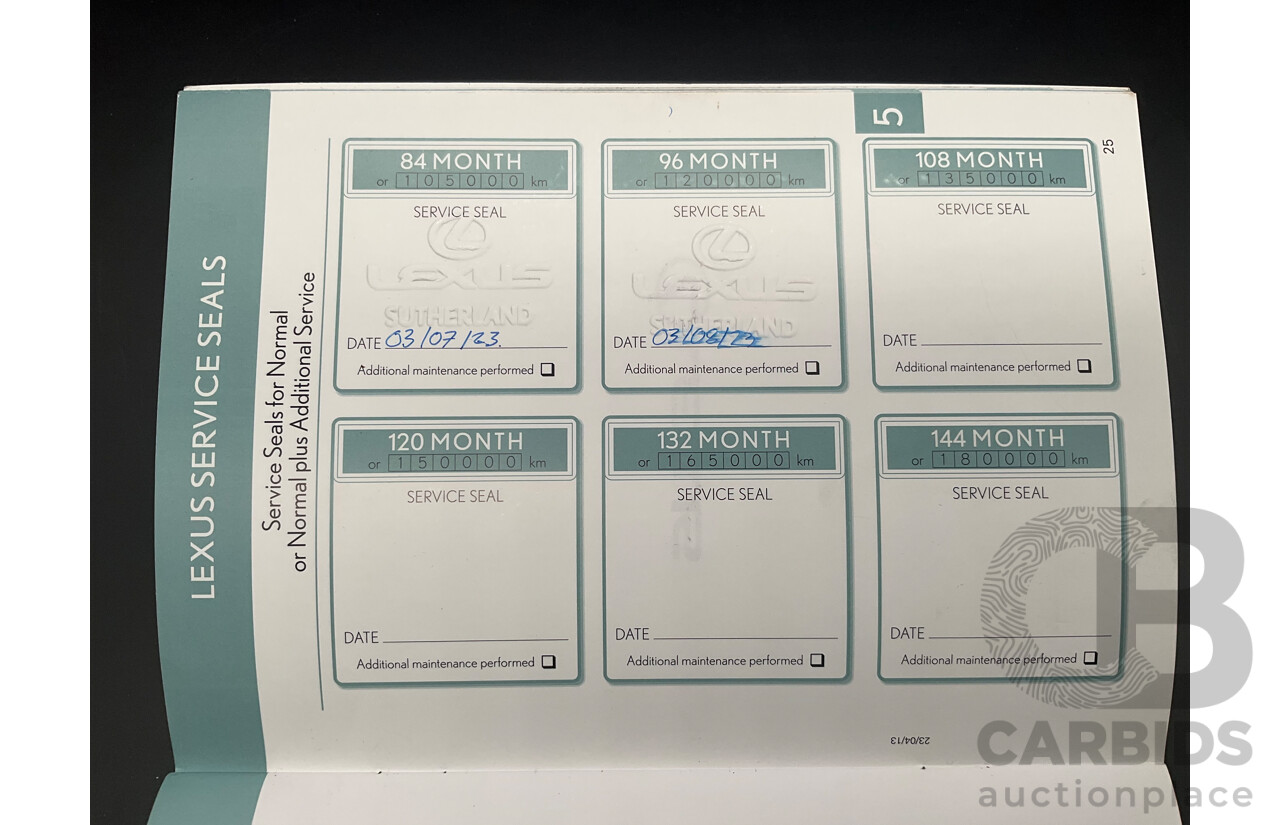 LEXUS SERVICE SEALS
Service Seals for Normal
or Normal plus Additional Service
5
25
84 MONTH
or 105000 km
SERVICE SEAL
LEXUS
SUTHERLAND
DATE 03/07/23.
Additional maintenance performed
96 MONTH
or 120000 km
SERVICE SEAL
LEXUS
SUTHERLAND
DATE 03/08/
Additional maintenance performed
108 MONTH
or 135000 km
SERVICE SEAL
DATE
Additional maintenance performed
120 MONTH
or 150000 km
SERVICE SEAL
DATE
Additional maintenance performed
132 MONTH
or 165000 km
SERVICE SEAL
DATE
Additional maintenance performed
144 MONTH
or 180000 km
SERVICE SEAL
DATE
Additional maintenance performed
23/04/13
CB
CARBIDS
auctionplace